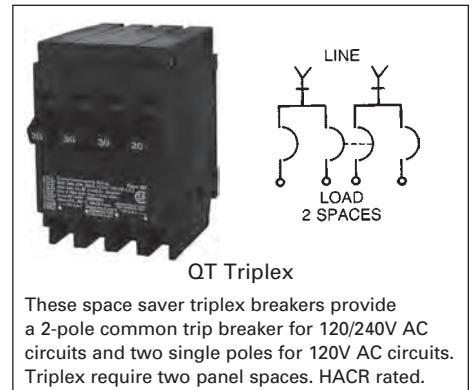 LINE
20 30 30 20
LOAD
2 SPACES
QT Triplex
These space saver triplex breakers provide
a 2-pole common trip breaker for 120/240V AC
circuits and two single poles for 120V AC circuits.
Triplex require two panel spaces. HACR rated.